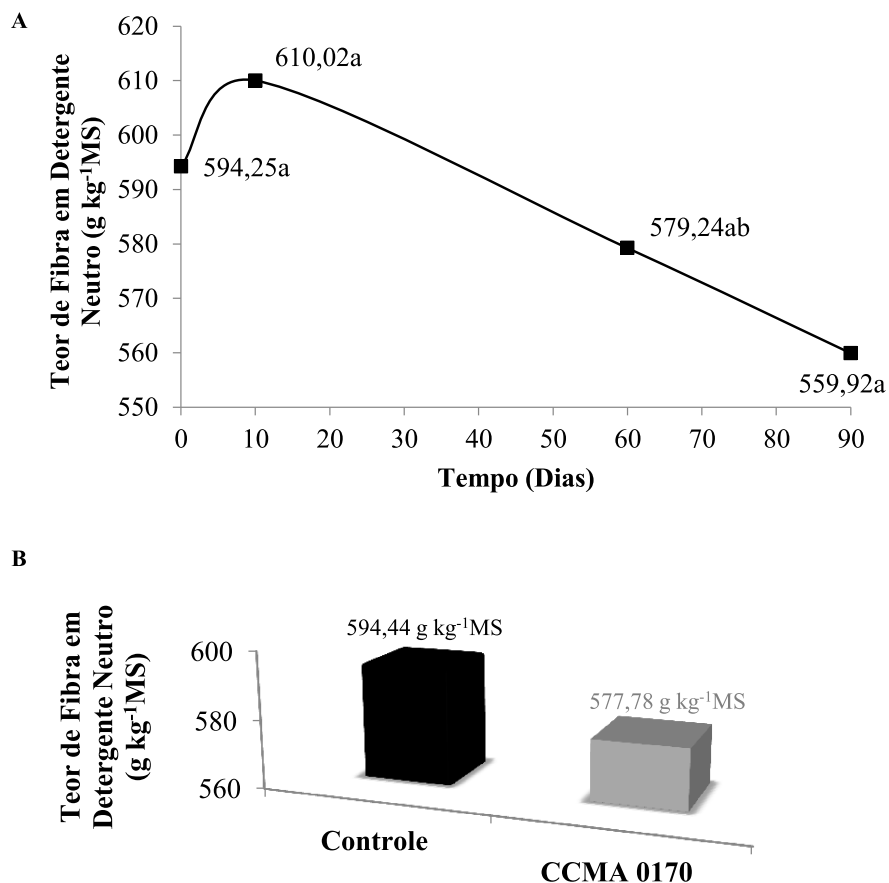 A
Teor de Fibra em Detergente
Neutro (g kg⁻¹MS)
620
610
600
590
580
570
560
550
610,02a
594,25a
579,24ab
559,92a
0 10 20 30 40 50 60 70 80 90
Tempo (Dias)
B
Teor de Fibra em
Detergente Neutro
(g kg⁻¹MS)
600
580
560
594,44 g kg⁻¹MS
577,78 g kg⁻¹MS
Controle
CCMA 0170